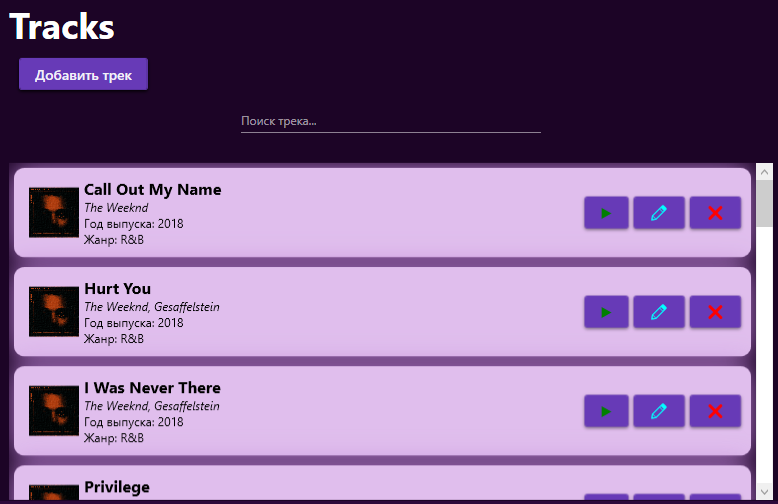 Tracks
Добавить трек
Поиск трека...
Call Out My Name
The Weeknd
Год выпуска: 2018
Жанр: R&B
Hurt You
The Weeknd, Gesaffelstein
Год выпуска: 2018
Жанр: R&B
I Was Never There
The Weeknd, Gesaffelstein
Год выпуска: 2018
Жанр: R&B
Privilege